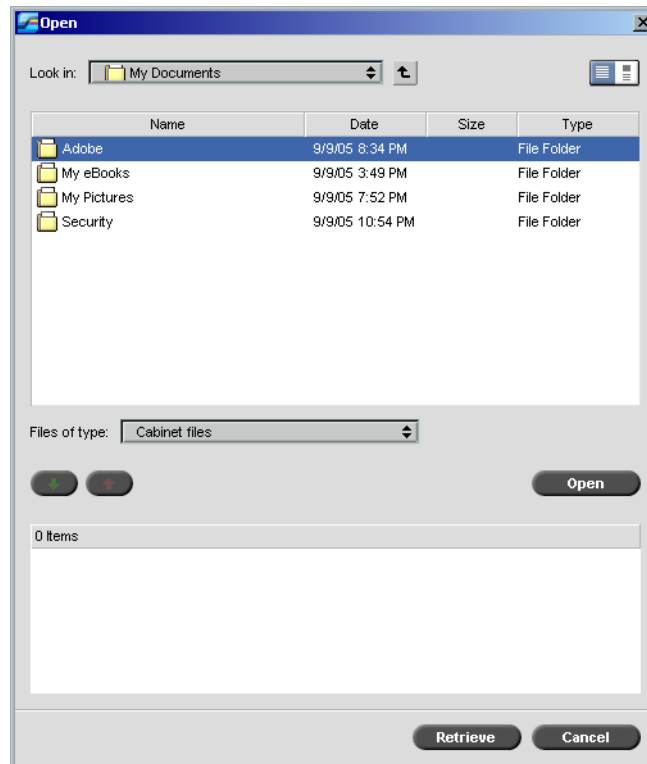 Open
Look in: My Documents
Name Date Size Type
Adobe 9/9/05 8:34 PM File Folder
My eBooks 9/9/05 3:49 PM File Folder
My Pictures 9/9/05 7:52 PM File Folder
Security 9/9/05 10:54 PM File Folder
Files of type: Cabinet files
Open
0 Items
Retrieve Cancel